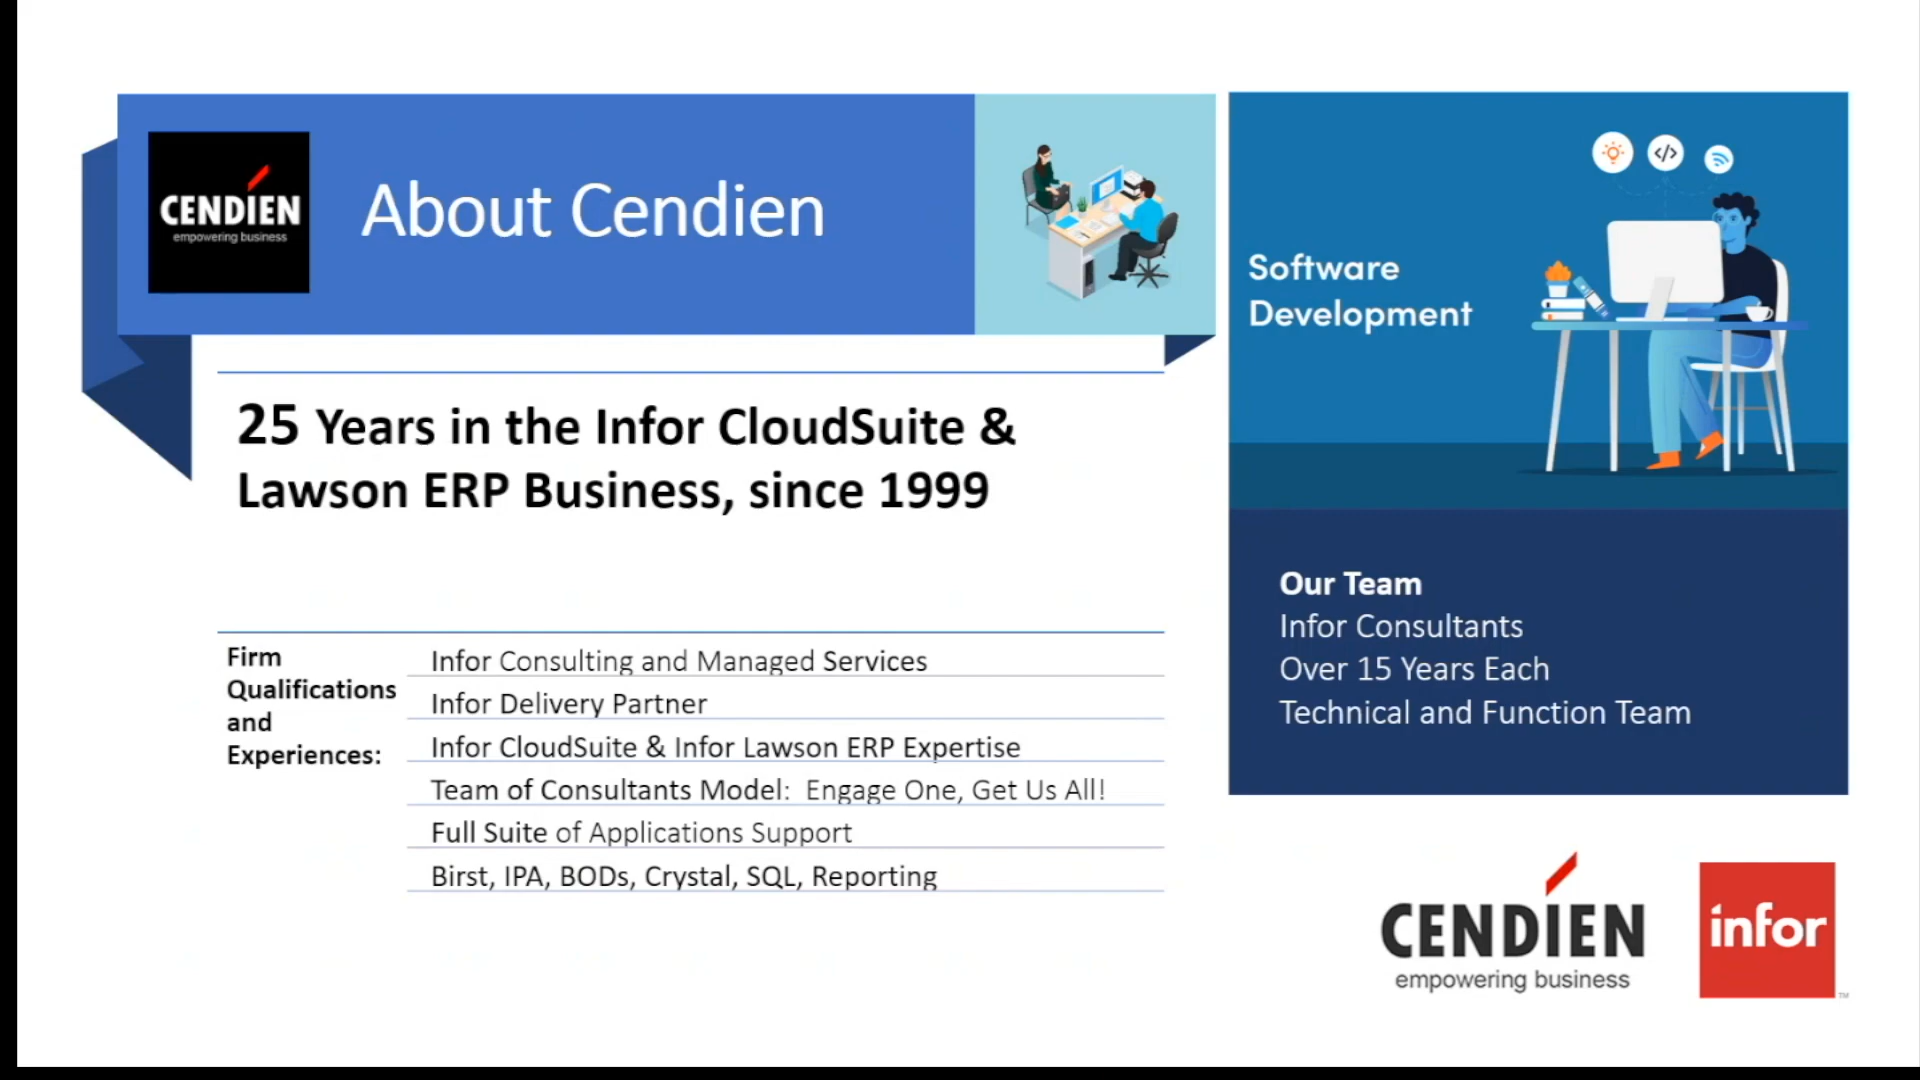 CENDIEN
empowering business
About Cendien
25 Years in the Infor CloudSuite &
Lawson ERP Business, since 1999
Firm
Qualifications
and
Experiences:
Infor Consulting and Managed Services
Infor Delivery Partner
Infor CloudSuite & Infor Lawson ERP Expertise
Team of Consultants Model:  Engage One, Get Us All!
Full Suite of Applications Support
Birst, IPA, BODs, Crystal, SQL, Reporting
</>
Software
Development
Our Team
Infor Consultants
Over 15 Years Each
Technical and Function Team
CENDIEN
empowering business
infor
TM